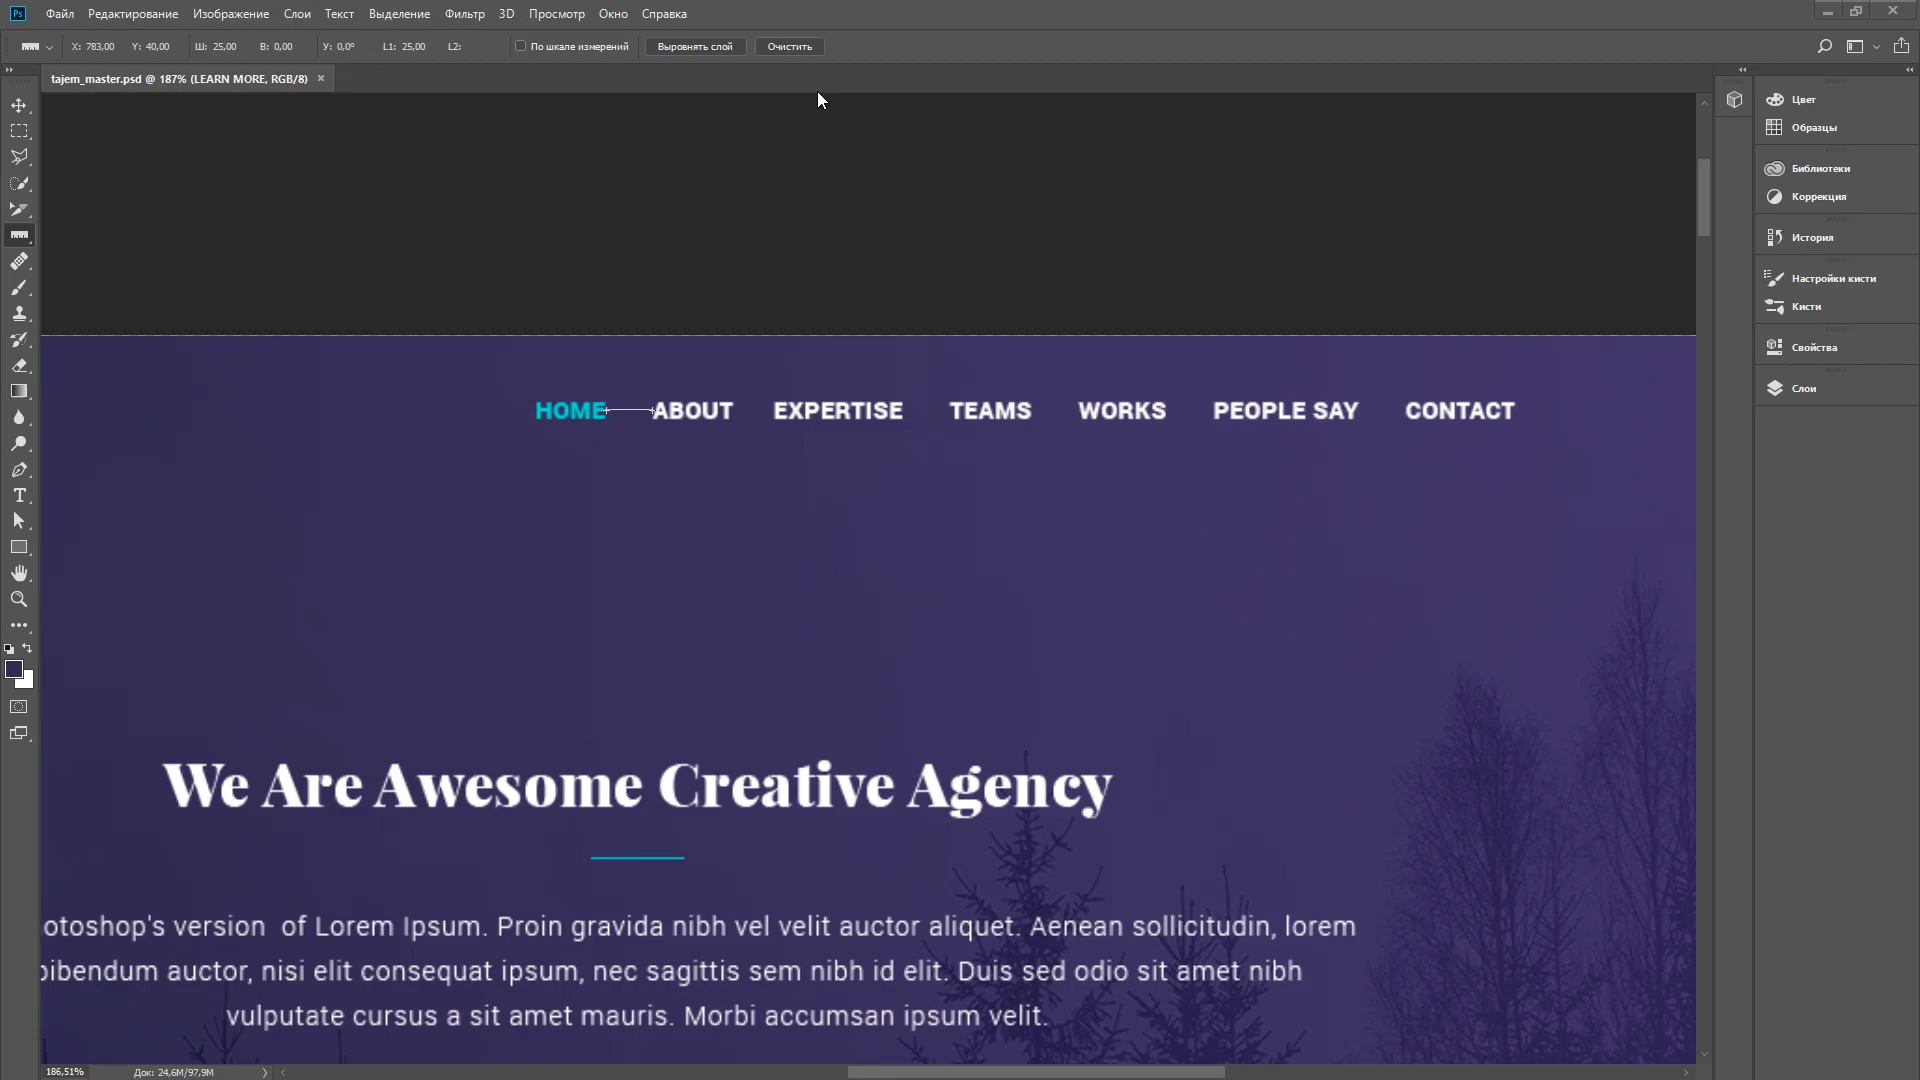 Ps Файл Редактирование Изображение Слои Текст Выделение Фильтр 3D Просмотр Окно Справка
X: 783,00 Y: 40,00 Ш: 25,00 В: 0,00 У: 0,0° L1: 25,00 L2: По шкале измерений Выровнять слой Очистить
tajem_master.psd @ 187% (LEARN MORE, RGB/8) ×
Цвет
Образцы
Библиотеки
Коррекция
История
Настройки кисти
Кисти
Свойства
Слои
HOME ABOUT EXPERTISE TEAMS WORKS PEOPLE SAY CONTACT
We Are Awesome Creative Agency
otoshop's version of Lorem Ipsum. Proin gravida nibh vel velit auctor aliquet. Aenean sollicitudin, lorem
bibendum auctor, nisi elit consequat ipsum, nec sagittis sem nibh id elit. Duis sed odio sit amet nibh
vulputate cursus a sit amet mauris. Morbi accumsan ipsum velit.
186,51% Док: 24,6M/97,9M